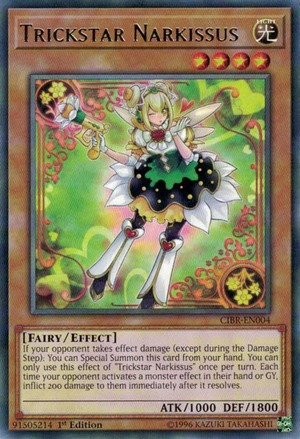 TRICKSTAR NARKISSUS
LIGHT
光
CIBR-EN004
[FAIRY/EFFECT]
If your opponent takes effect damage (except during the Damage
Step): You can Special Summon this card from your hand. You can only
use this effect of "Trickstar Narkissus" once per turn. Each
time your opponent activates a monster effect in their hand or GY,
inflict 200 damage to them immediately after it resolves.
ATK/1000 DEF/1800
91505214 1st Edition ©1996 KAZUKI TAKAHASHI